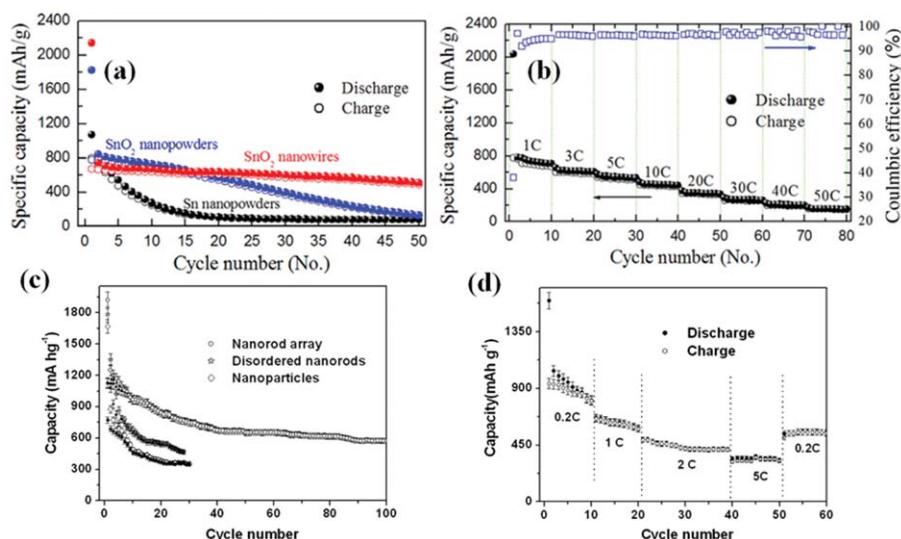 (a)
Specific capacity (mAh/g)
2400
2000
1600
1200
800
400
0
Discharge
Charge
SnO2 nanopowders
SnO2 nanowires
Sn nanopowders
0 5 10 15 20 25 30 35 40 45 50
Cycle number (No.)
(b)
Specific capacity (mAh/g)
2400
2000
1600
1200
800
400
0
Discharge
Charge
1C 3C 5C 10C 20C 30C 40C 50C
0 10 20 30 40 50 60 70 80
Cycle number (No.)
100
90
80
70
60
50
40
30
20
Coulmbic efficiency (%)
(c)
Capacity (mA hg-1)
1800
1500
1200
900
600
300
Nanorod array
Disordered nanorods
Nanoparticles
0 20 40 60 80 100
Cycle number
(d)
Capacity(mAh g-1)
1350
900
450
0
Discharge
Charge
0.2C 1 C 2 C 5C 0.2C
0 10 20 30 40 50 60
Cycle number